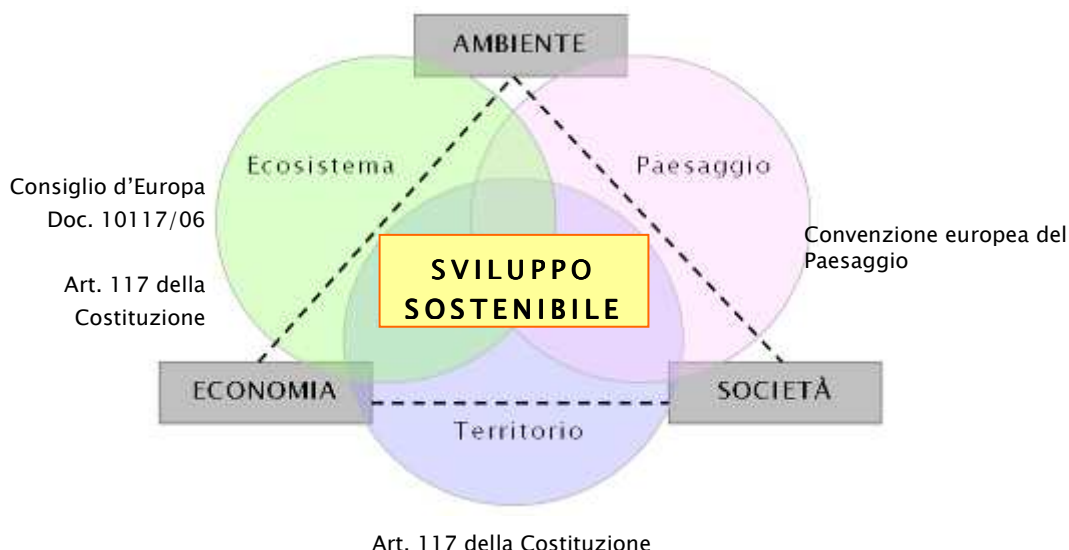 AMBIENTE
Ecosistema
Paesaggio
Consiglio d’Europa
Doc. 10117/06
Convenzione europea del
Paesaggio
SVILUPPO
SOSTENIBILE
Art. 117 della
Costituzione
ECONOMIA
SOCIETÀ
Territorio
Art. 117 della Costituzione